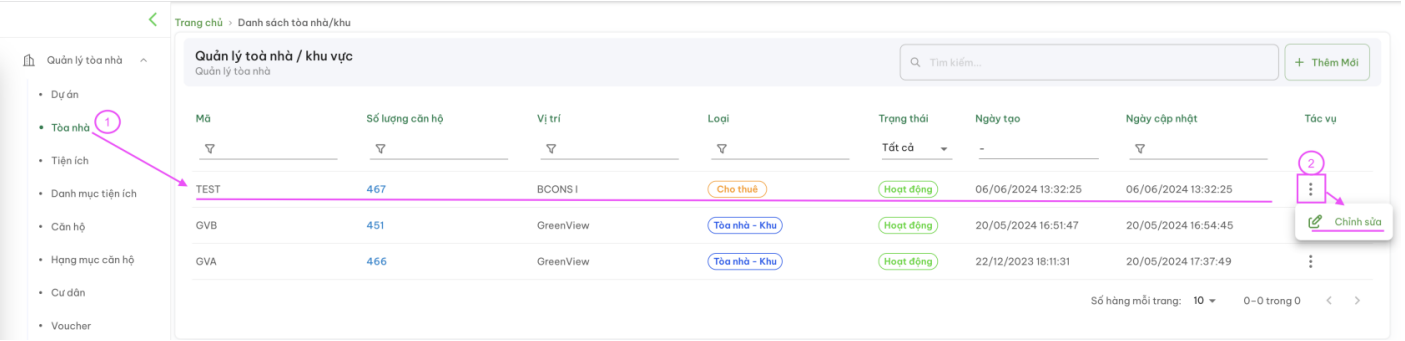 Trang chủ › Danh sách tòa nhà/khu
Quản lý tòa nhà
Dự án
Tòa nhà
1
Tiện ích
Danh mục tiện ích
Căn hộ
Hạng mục căn hộ
Cư dân
Voucher
Quản lý toà nhà / khu vực
Quản lý tòa nhà
Tìm kiếm...
+ Thêm Mới
Mã Số lượng căn hộ Vị trí Loại Trạng thái Ngày tạo Ngày cập nhật Tác vụ
Tất cả -
2
TEST 467 BCONS I Cho thuê Hoạt động 06/06/2024 13:32:25 06/06/2024 13:32:25
Chỉnh sửa
GVB 451 GreenView Tòa nhà - Khu Hoạt động 20/05/2024 16:51:47 20/05/2024 16:54:45
GVA 466 GreenView Tòa nhà - Khu Hoạt động 22/12/2023 18:11:31 20/05/2024 17:37:49
Số hàng mỗi trang: 10 0-0 trong 0